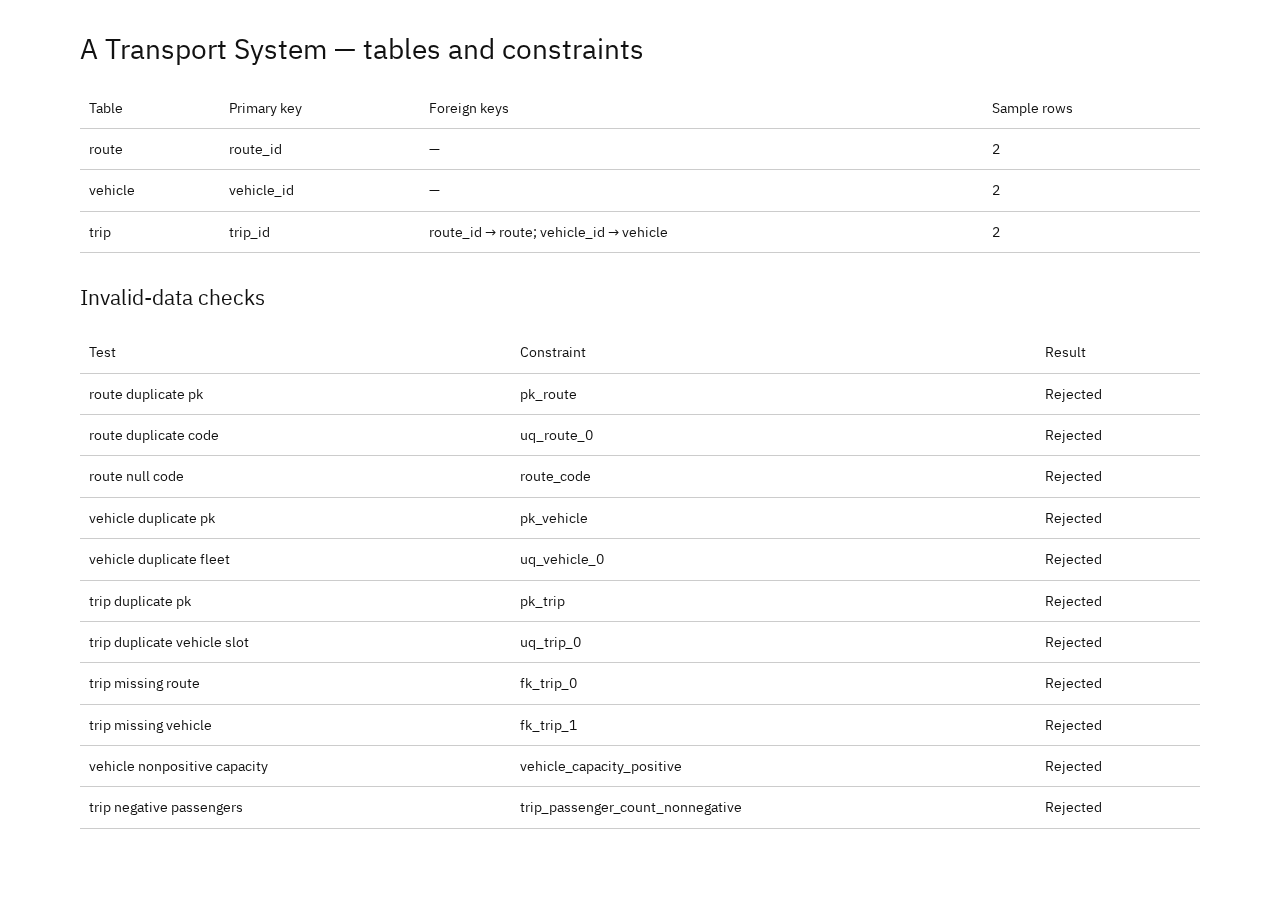 A Transport System — tables and constraints
Table Primary key Foreign keys Sample rows
route route_id — 2
vehicle vehicle_id — 2
trip trip_id route_id → route; vehicle_id → vehicle 2
Invalid-data checks
Test Constraint Result
route duplicate pk pk_route Rejected
route duplicate code uq_route_0 Rejected
route null code route_code Rejected
vehicle duplicate pk pk_vehicle Rejected
vehicle duplicate fleet uq_vehicle_0 Rejected
trip duplicate pk pk_trip Rejected
trip duplicate vehicle slot uq_trip_0 Rejected
trip missing route fk_trip_0 Rejected
trip missing vehicle fk_trip_1 Rejected
vehicle nonpositive capacity vehicle_capacity_positive Rejected
trip negative passengers trip_passenger_count_nonnegative Rejected